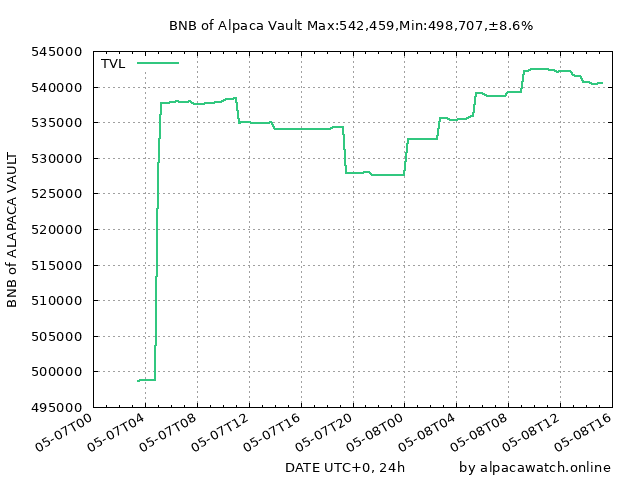 BNB of Alpaca Vault Max:542,459,Min:498,707,±8.6%
TVL
545000
540000
535000
530000
525000
520000
515000
510000
505000
500000
495000
BNB of ALAPACA VAULT
05-07T00 05-07T04 05-07T08 05-07T12 05-07T16 05-07T20 05-08T00 05-08T04 05-08T08 05-08T12 05-08T16
DATE UTC+0, 24h by alpacawatch.online